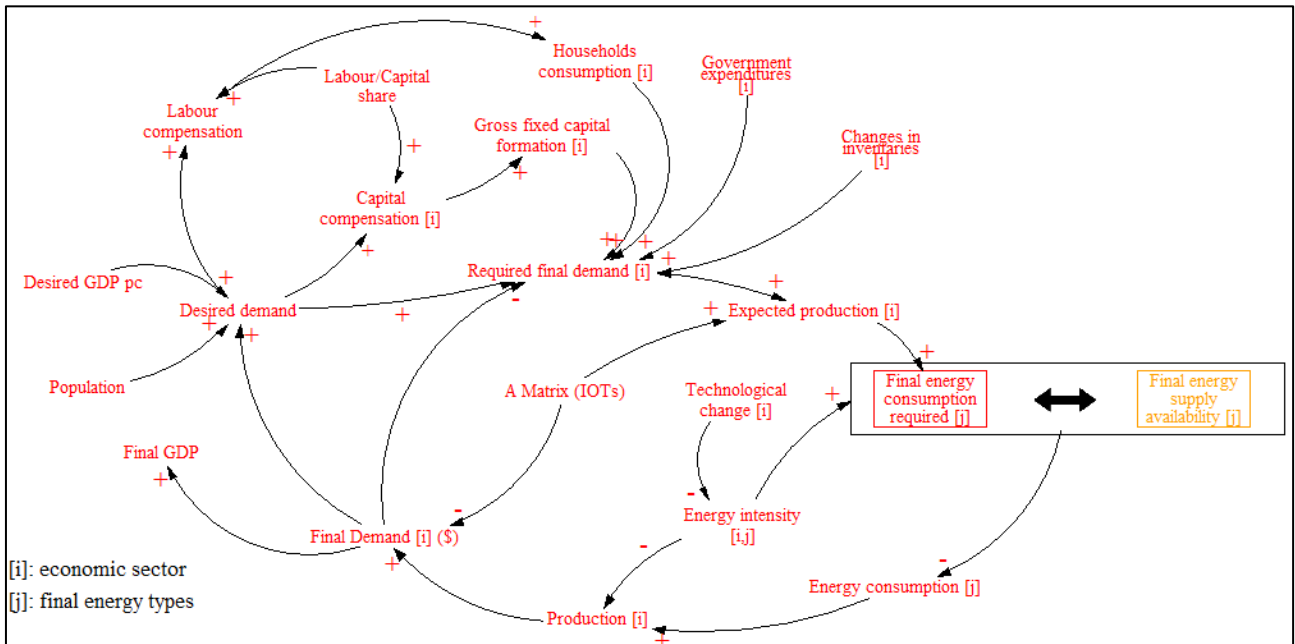 Households
consumption [i]
Government
expenditures
[i]
Labour/Capital
share
Labour
compensation
Gross fixed capital
formation [i]
Changes in
inventaries
[i]
Capital
compensation [i]
Desired GDP pc
Required final demand [i]
Desired demand
Expected production [i]
Population
A Matrix (IOTs)
Technological
change [i]
Final energy
consumption
required [j]
Final energy
supply
availability [j]
Final GDP
Final Demand [i] ($)
Energy intensity
[i,j]
[i]: economic sector
[j]: final energy types
Energy consumption [j]
Production [i]